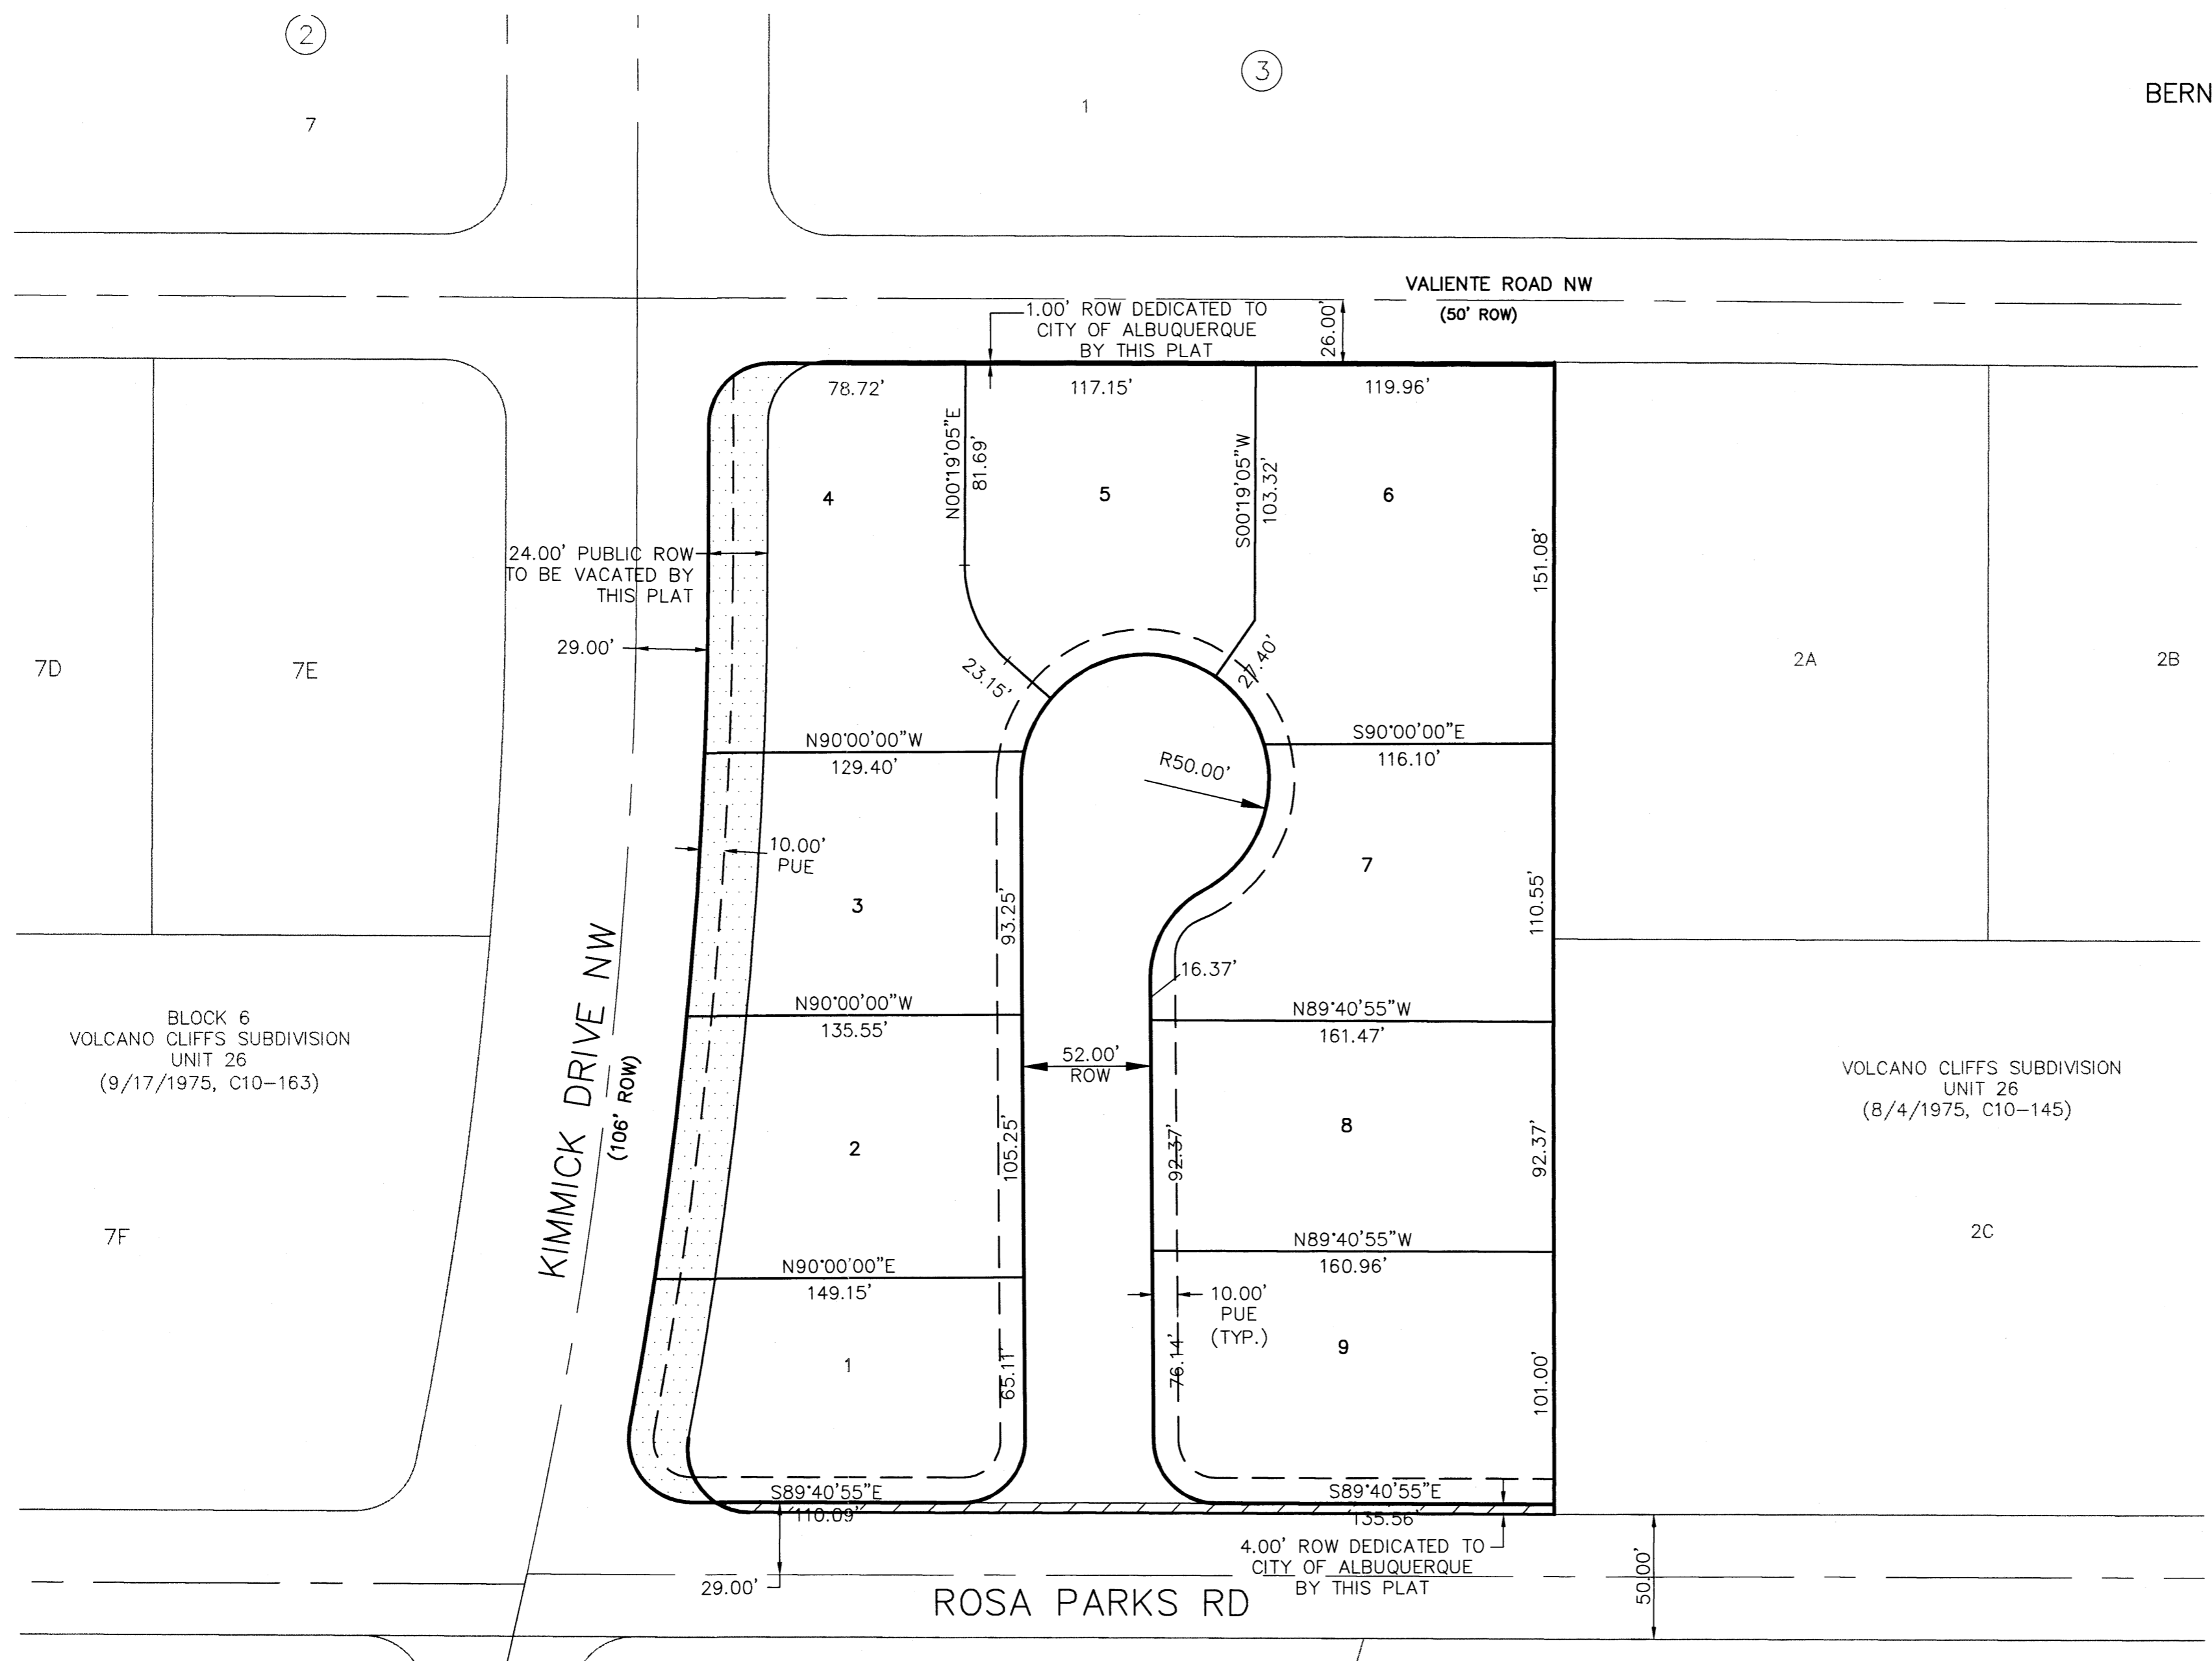 2
3
BERN
7
1
VALIENTE ROAD NW
(50' ROW)
1.00' ROW DEDICATED TO
CITY OF ALBUQUERQUE
BY THIS PLAT
26.00'
78.72'
117.15'
119.96'
N00°19'05"E
81.69'
S00°19'05"W
103.32'
4
5
6
151.08'
24.00' PUBLIC ROW
TO BE VACATED BY
THIS PLAT
29.00'
7D
7E
2A
2B
23.15'
27.40'
N90°00'00"W
129.40'
S90°00'00"E
116.10'
R50.00'
10.00'
PUE
3
7
93.25'
110.55'
16.37'
KIMMICK DRIVE NW
(106' ROW)
N90°00'00"W
135.55'
N89°40'55"W
161.47'
BLOCK 6
VOLCANO CLIFFS SUBDIVISION
UNIT 26
(9/17/1975, C10-163)
52.00'
ROW
VOLCANO CLIFFS SUBDIVISION
UNIT 26
(8/4/1975, C10-145)
2
8
105.25'
92.37'
92.37'
7F
2C
N90°00'00"E
149.15'
N89°40'55"W
160.96'
10.00'
PUE
(TYP.)
1
9
65.11'
76.14'
101.00'
S89°40'55"E
110.09'
S89°40'55"E
135.56'
4.00' ROW DEDICATED TO
CITY OF ALBUQUERQUE
BY THIS PLAT
29.00'
ROSA PARKS RD
50.00'